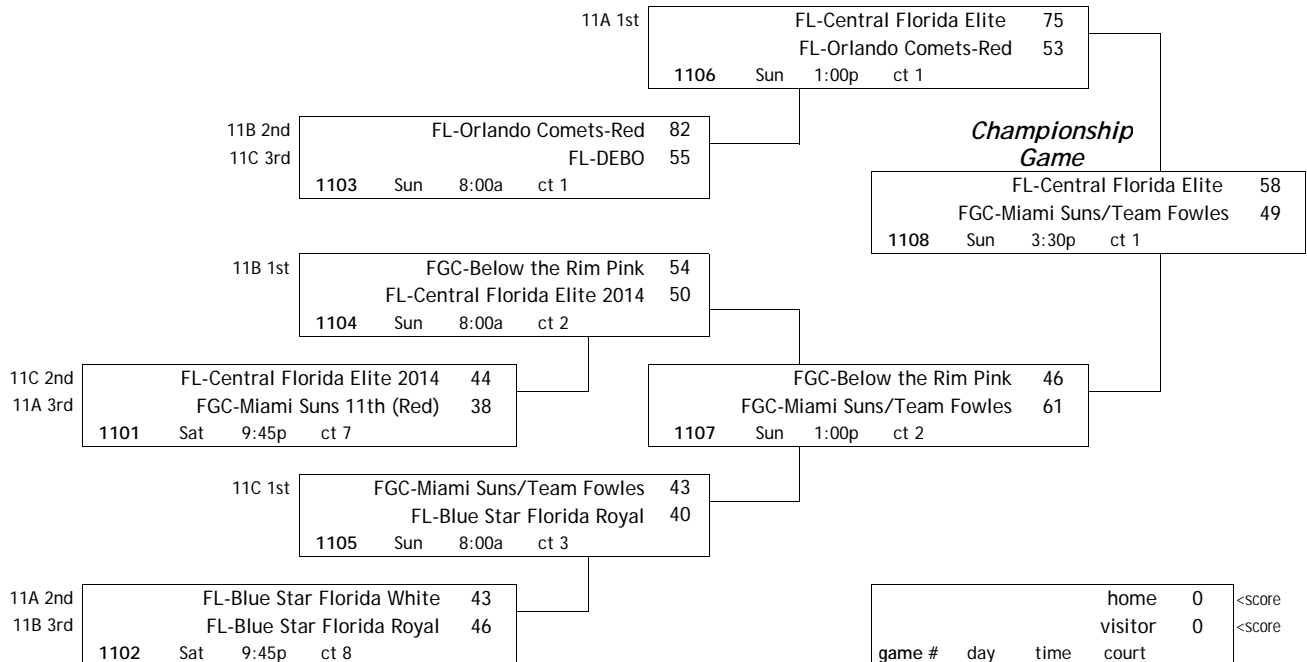 11A 1st FL-Central Florida Elite 75
FL-Orlando Comets-Red 53
1106 Sun 1:00p ct 1
11B 2nd FL-Orlando Comets-Red 82
11C 3rd FL-DEBO 55
1103 Sun 8:00a ct 1
Championship
Game
FL-Central Florida Elite 58
FGC-Miami Suns/Team Fowles 49
1108 Sun 3:30p ct 1
11B 1st FGC-Below the Rim Pink 54
FL-Central Florida Elite 2014 50
1104 Sun 8:00a ct 2
11C 2nd FL-Central Florida Elite 2014 44
11A 3rd FGC-Miami Suns 11th (Red) 38
1101 Sat 9:45p ct 7
FGC-Below the Rim Pink 46
FGC-Miami Suns/Team Fowles 61
1107 Sun 1:00p ct 2
11C 1st FGC-Miami Suns/Team Fowles 43
FL-Blue Star Florida Royal 40
1105 Sun 8:00a ct 3
11A 2nd FL-Blue Star Florida White 43
11B 3rd FL-Blue Star Florida Royal 46
1102 Sat 9:45p ct 8
home 0 <score
visitor 0 <score
game # day time court